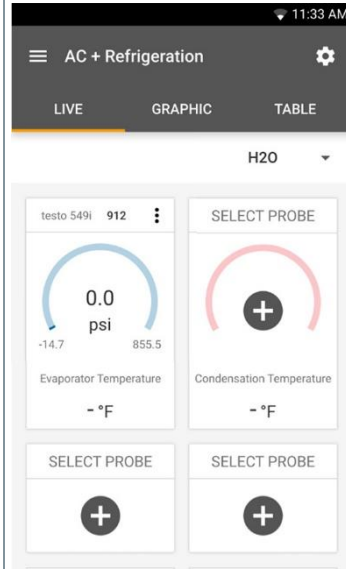 11:33 AM
AC + Refrigeration
LIVE GRAPHIC TABLE
H2O
testo 549i 912
SELECT PROBE
0.0
psi
-14.7 855.5
Evaporator Temperature
Condensation Temperature
- °F
- °F
SELECT PROBE
SELECT PROBE